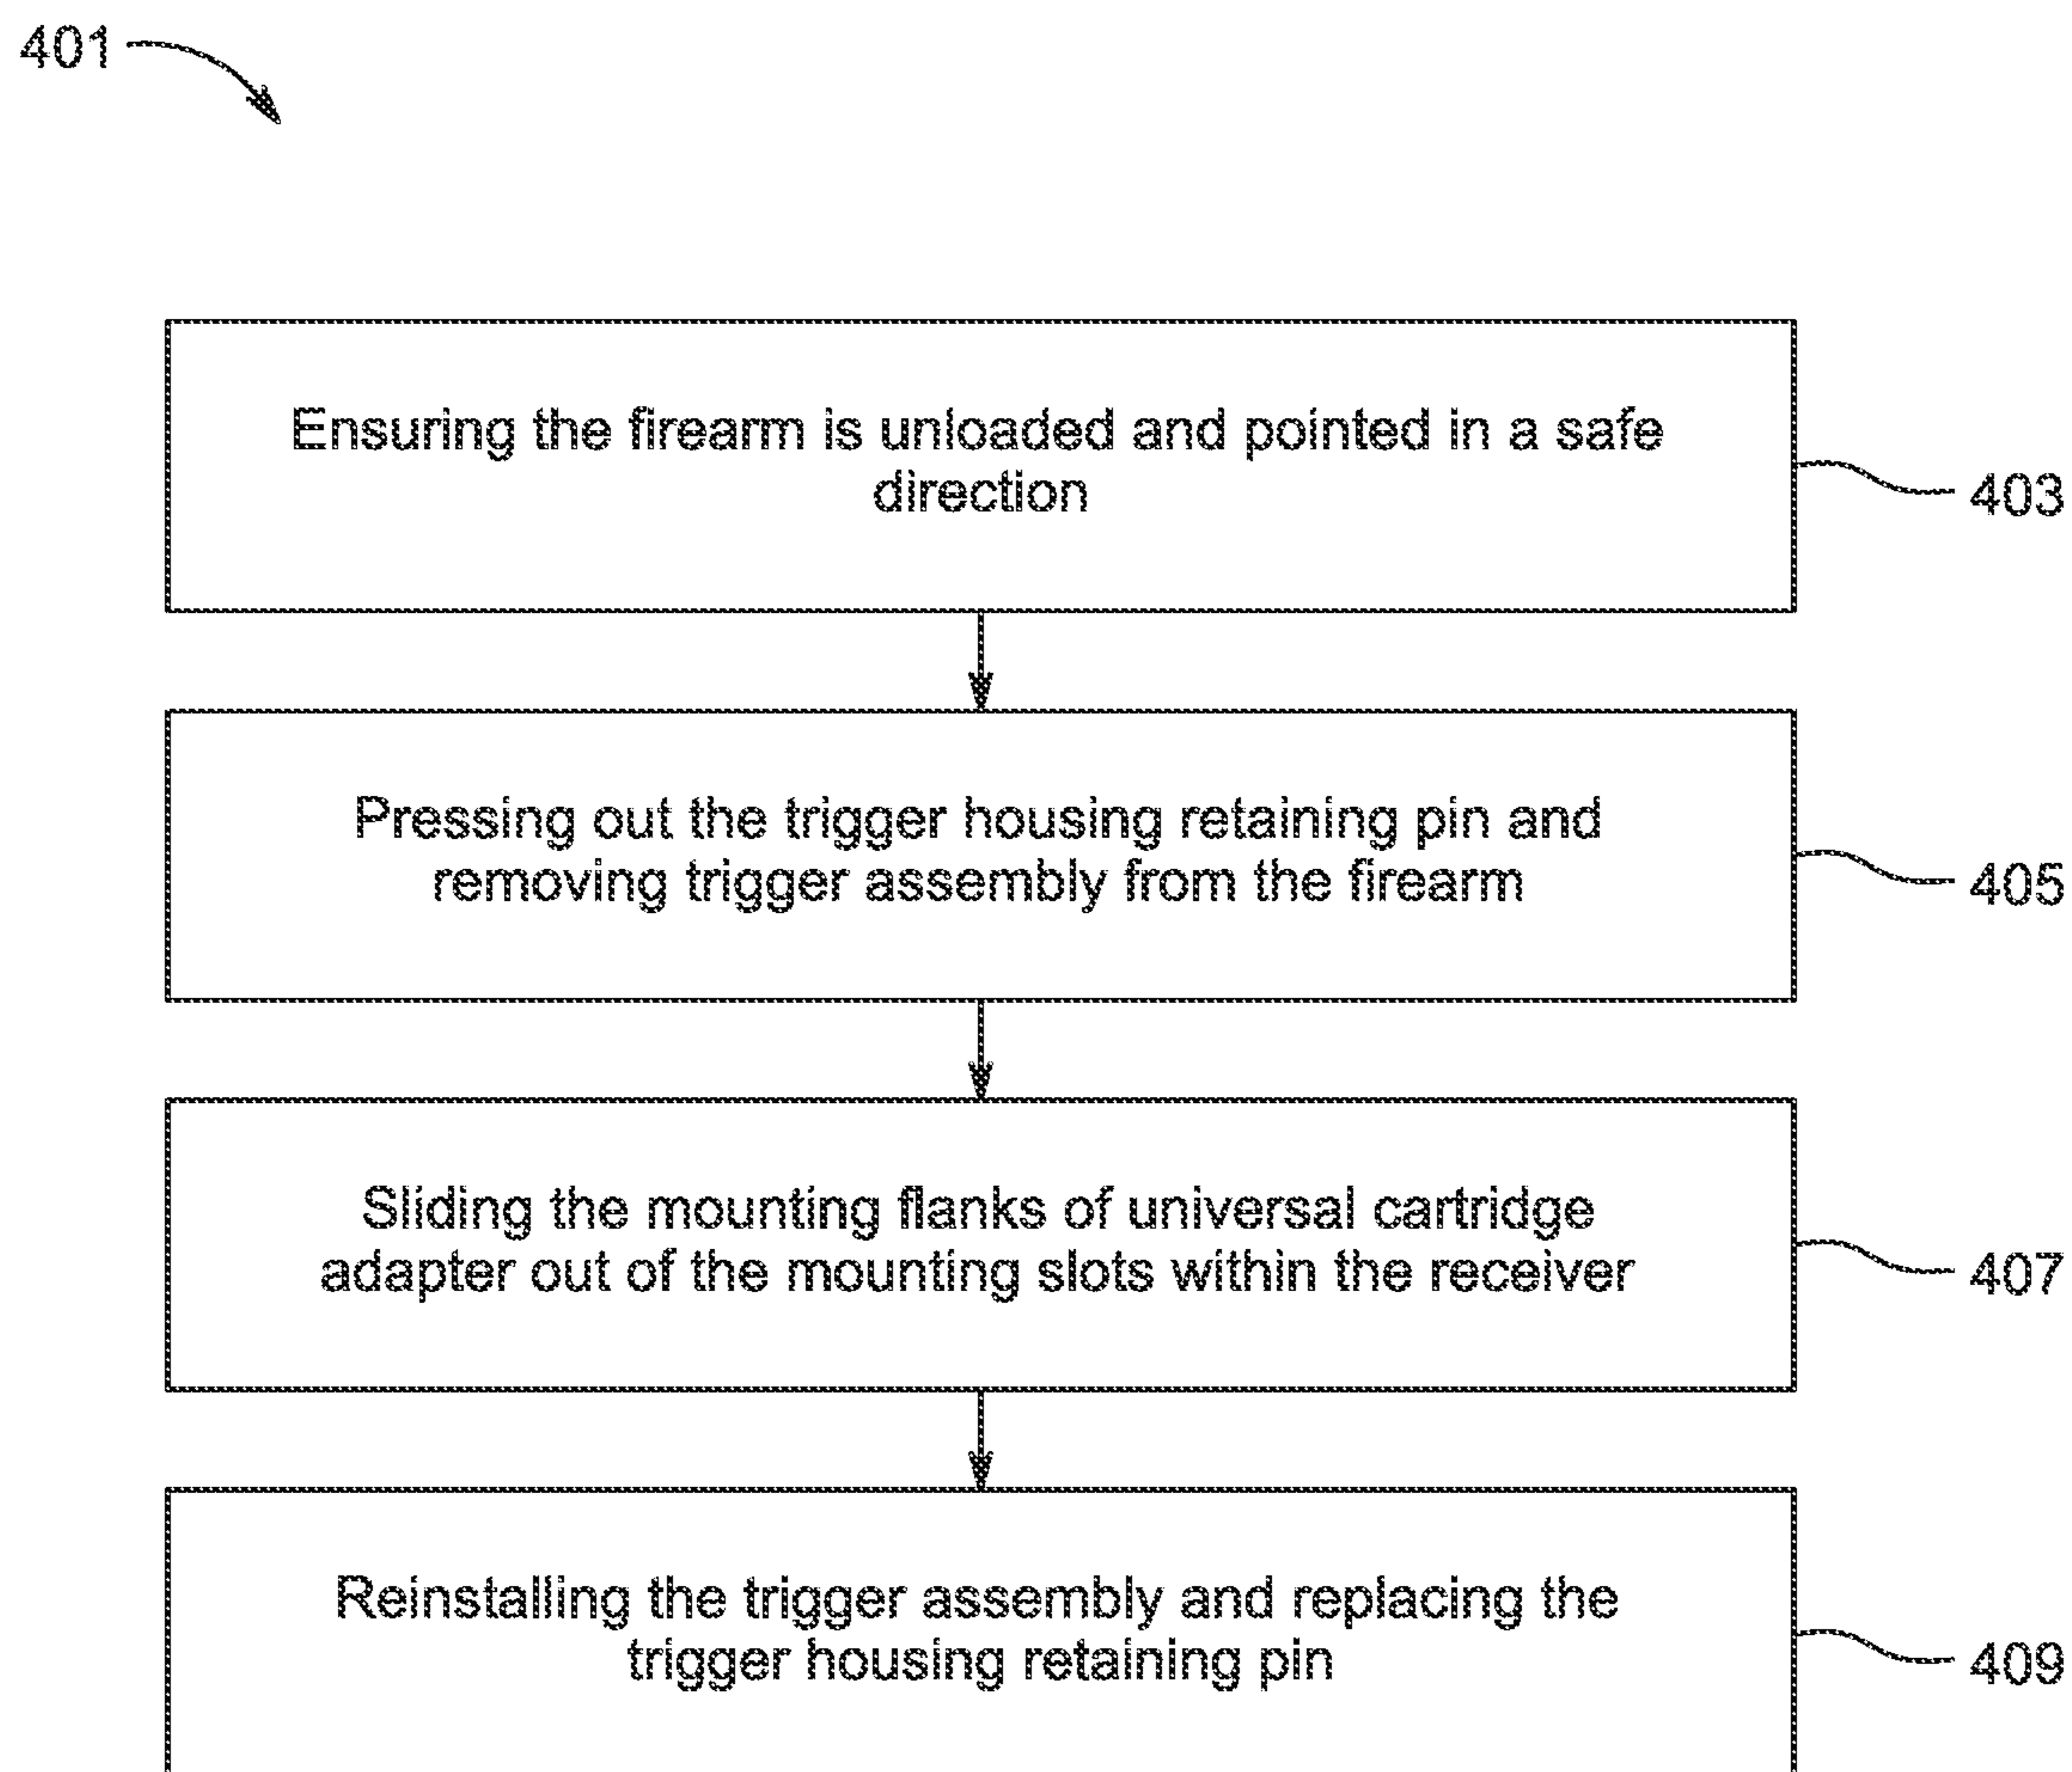 401
Ensuring the firearm is unloaded and pointed in a safe
direction
403
Pressing out the trigger housing retaining pin and
removing trigger assembly from the firearm
405
Sliding the mounting flanks of universal cartridge
adapter out of the mounting slots within the receiver
407
Reinstalling the trigger assembly and replacing the
trigger housing retaining pin
409